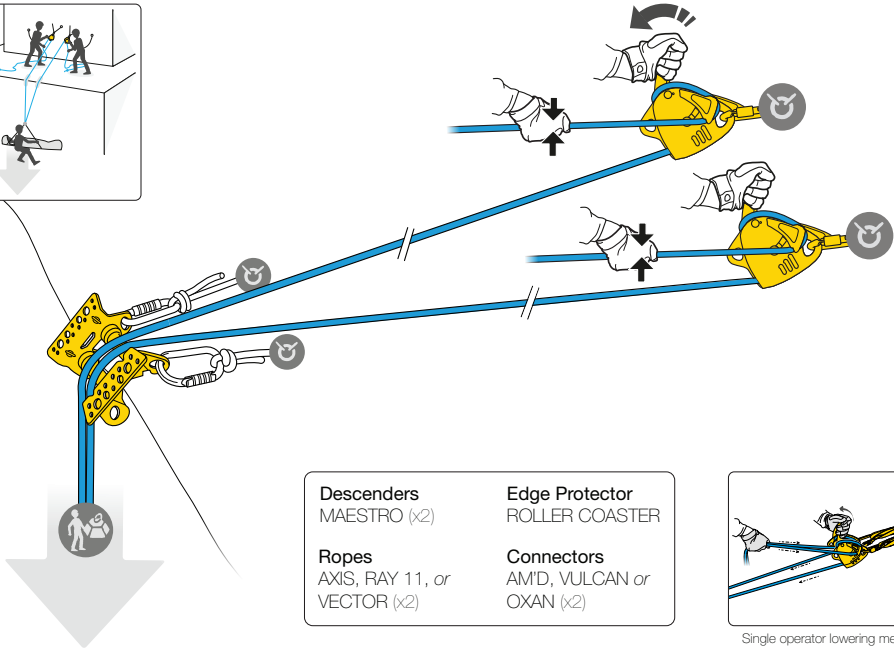 Descenders
MAESTRO (x2)
Edge Protector
ROLLER COASTER
Ropes
AXIS, RAY 11, or
VECTOR (x2)
Connectors
AM'D, VULCAN or
OXAN (x2)
Single operator lowering